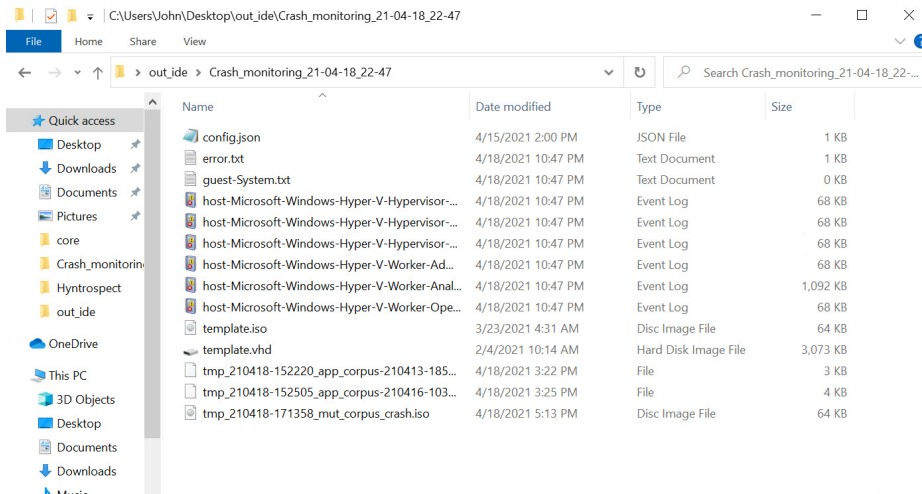 C:\Users\John\Desktop\out_ide\Crash_monitoring_21-04-18_22-47
File Home Share View
out_ide Crash_monitoring_21-04-18_22-47 Search Crash_monitoring_21-04-18_22-...
Name Date modified Type Size
Quick access
Desktop
Downloads
Documents
Pictures
core
Crash_monitorin
Hyntrospect
out_ide
OneDrive
This PC
3D Objects
Desktop
Documents
Downloads
Music
config.json 4/15/2021 2:00 PM JSON File 1 KB
error.txt 4/18/2021 10:47 PM Text Document 1 KB
guest-System.txt 4/18/2021 10:47 PM Text Document 0 KB
host-Microsoft-Windows-Hyper-V-Hypervisor-... 4/18/2021 10:47 PM Event Log 68 KB
host-Microsoft-Windows-Hyper-V-Hypervisor-... 4/18/2021 10:47 PM Event Log 68 KB
host-Microsoft-Windows-Hyper-V-Hypervisor-... 4/18/2021 10:47 PM Event Log 68 KB
host-Microsoft-Windows-Hyper-V-Worker-Ad... 4/18/2021 10:47 PM Event Log 68 KB
host-Microsoft-Windows-Hyper-V-Worker-Anal... 4/18/2021 10:47 PM Event Log 1,092 KB
host-Microsoft-Windows-Hyper-V-Worker-Ope... 4/18/2021 10:47 PM Event Log 68 KB
template.iso 3/23/2021 4:31 AM Disc Image File 64 KB
template.vhd 2/4/2021 10:14 AM Hard Disk Image File 3,073 KB
tmp_210418-152220_app_corpus-210413-185... 4/18/2021 3:22 PM File 3 KB
tmp_210418-152505_app_corpus-210416-103... 4/18/2021 3:25 PM File 4 KB
tmp_210418-171358_mut_corpus_crash.iso 4/18/2021 5:13 PM Disc Image File 64 KB